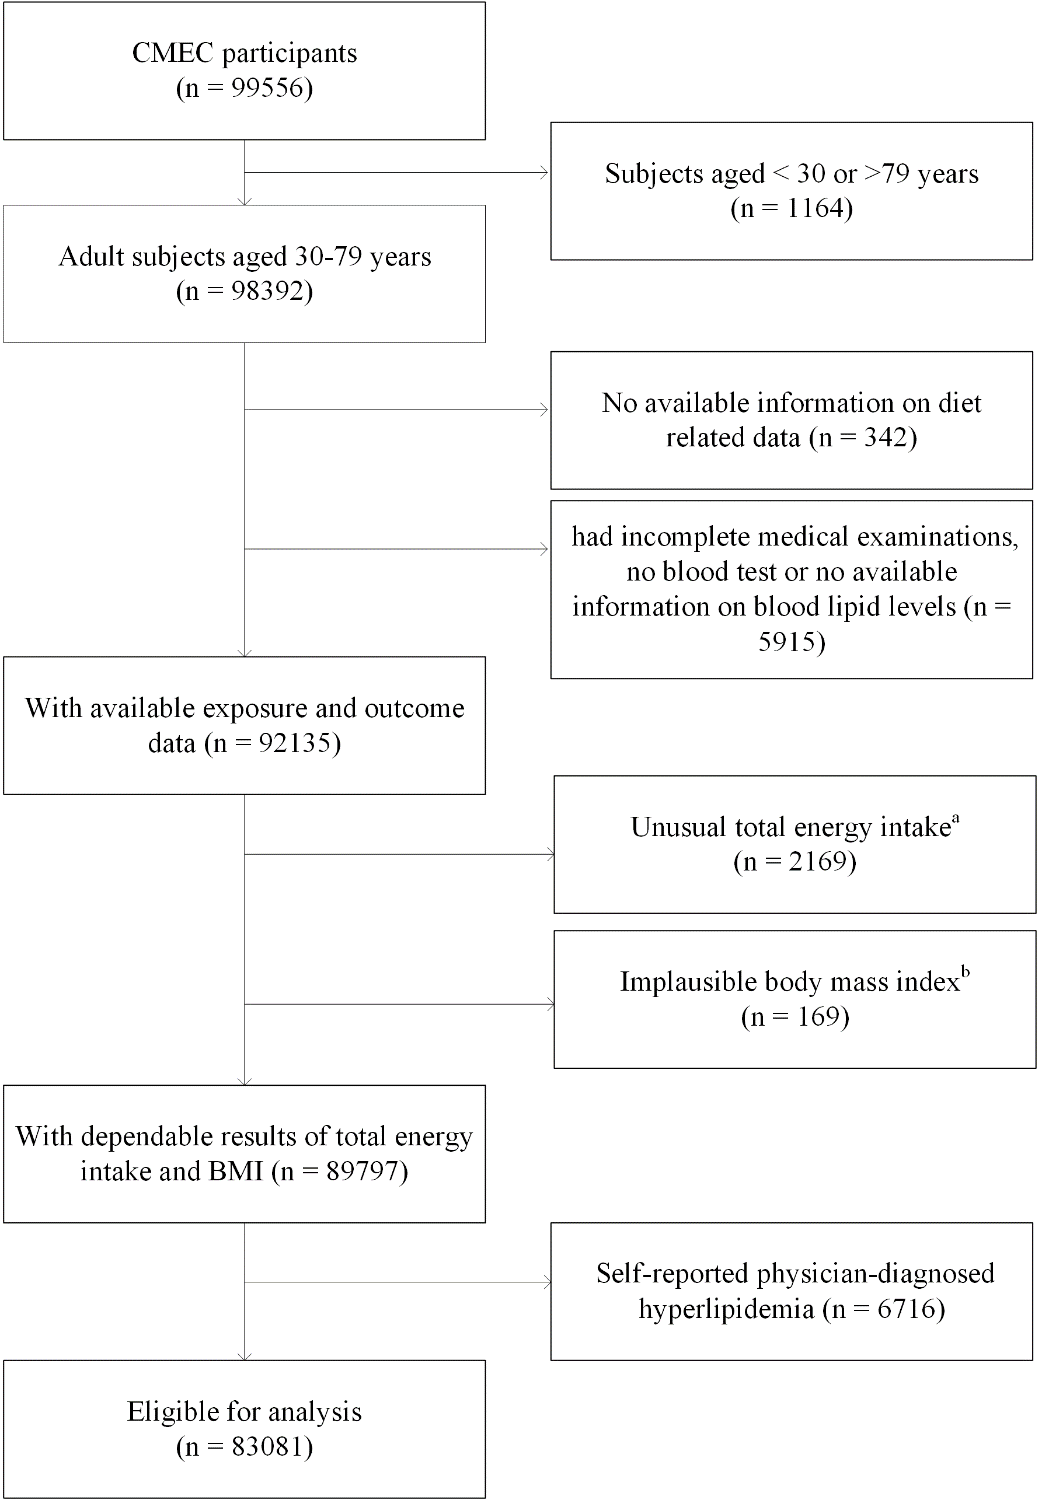 CMEC participants
(n = 99556)
Subjects aged < 30 or >79 years
(n = 1164)
Adult subjects aged 30-79 years
(n = 98392)
No available information on diet
related data (n = 342)
had incomplete medical examinations,
no blood test or no available
information on blood lipid levels (n =
5915)
With available exposure and outcome
data (n = 92135)
Unusual total energy intakeᵃ
(n = 2169)
Implausible body mass indexᵇ
(n = 169)
With dependable results of total energy
intake and BMI (n = 89797)
Self-reported physician-diagnosed
hyperlipidemia (n = 6716)
Eligible for analysis
(n = 83081)